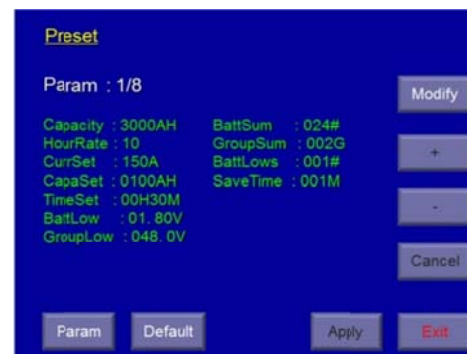 Preset
Param : 1/8
Modify
Capacity : 3000AH BattSum : 024#
HourRate : 10 GroupSum : 002G
+
CurrSet : 150A BattLows : 001#
CapaSet : 0100AH SaveTime : 001M
TimeSet : 00H30M
-
BattLow : 01. 80V
GroupLow : 048. 0V
Cancel
Param Default Apply Exit